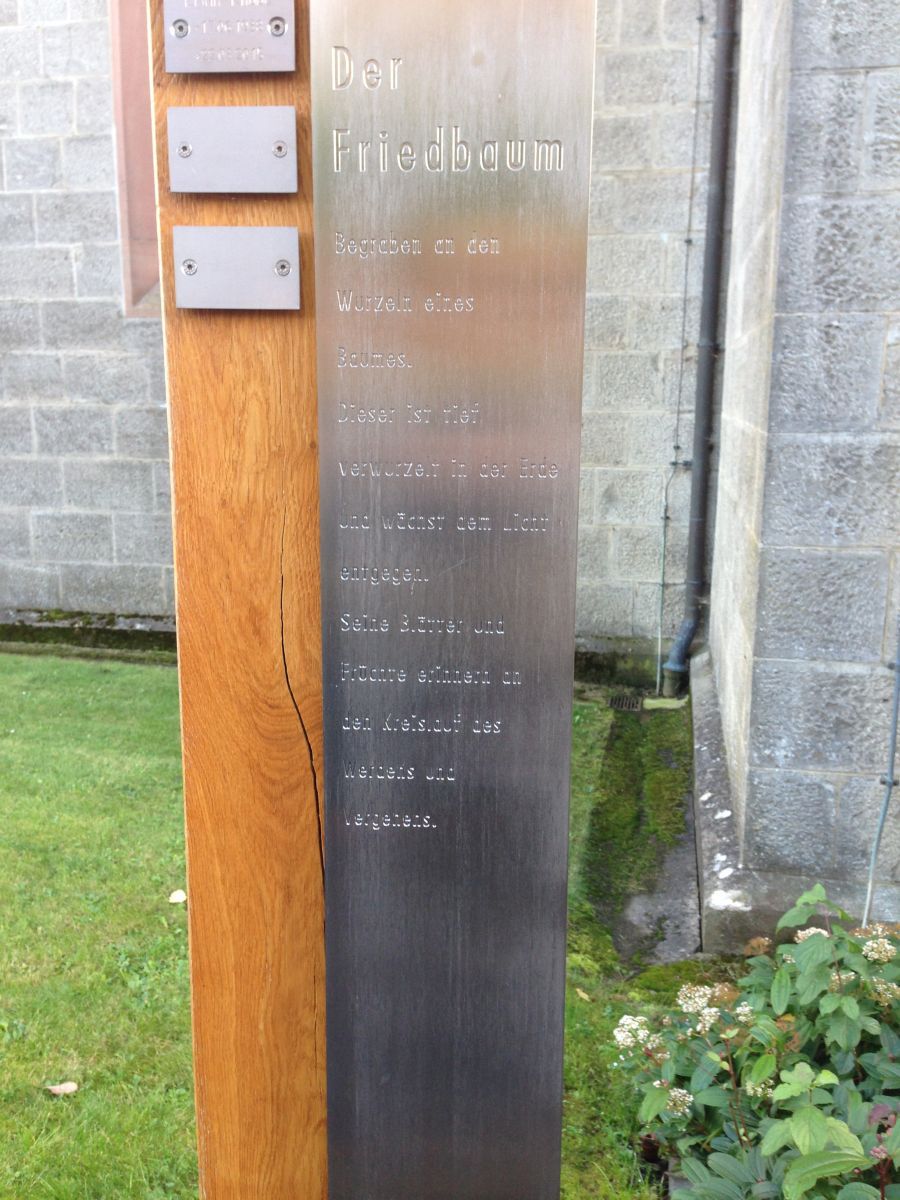 Der
Friedbaum
Begraben an den
Wurzeln eines
Baumes.
Dieser ist tief
verwurzelt in der Erde
und wächst dem Licht
entgegen.
Seine Blätter und
Früchte erinnern an
den Kreislauf des
Werdens und
Vergehens.